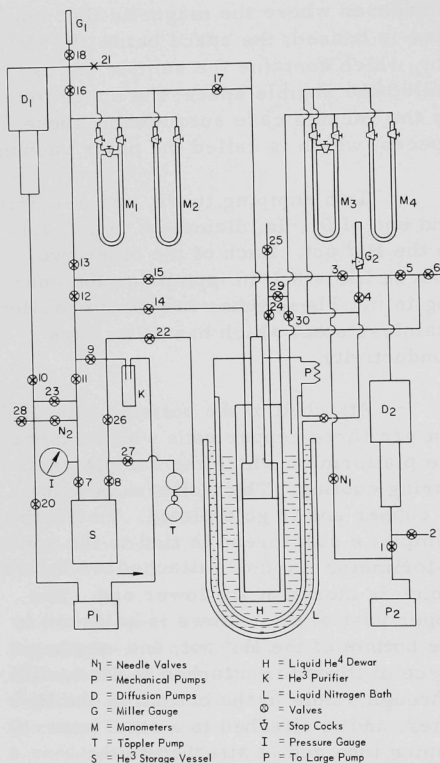 G1
18
21
17
D1
16
M1
M2
M3
M4
25
G2
13
15
3
5
6
12
14
29
24
30
4
22
9
10
11
K
P
23
26
28
N2
27
D2
I
7
8
N1
20
T
S
1
2
P1
H
L
P2
N1 = Needle Valves
P = Mechanical Pumps
D = Diffusion Pumps
G = Miller Gauge
M = Manometers
T = Töppler Pump
S = He3 Storage Vessel
H = Liquid He4 Dewar
K = He3 Purifier
L = Liquid Nitrogen Bath
= Valves
= Stop Cocks
I = Pressure Gauge
P = To Large Pump